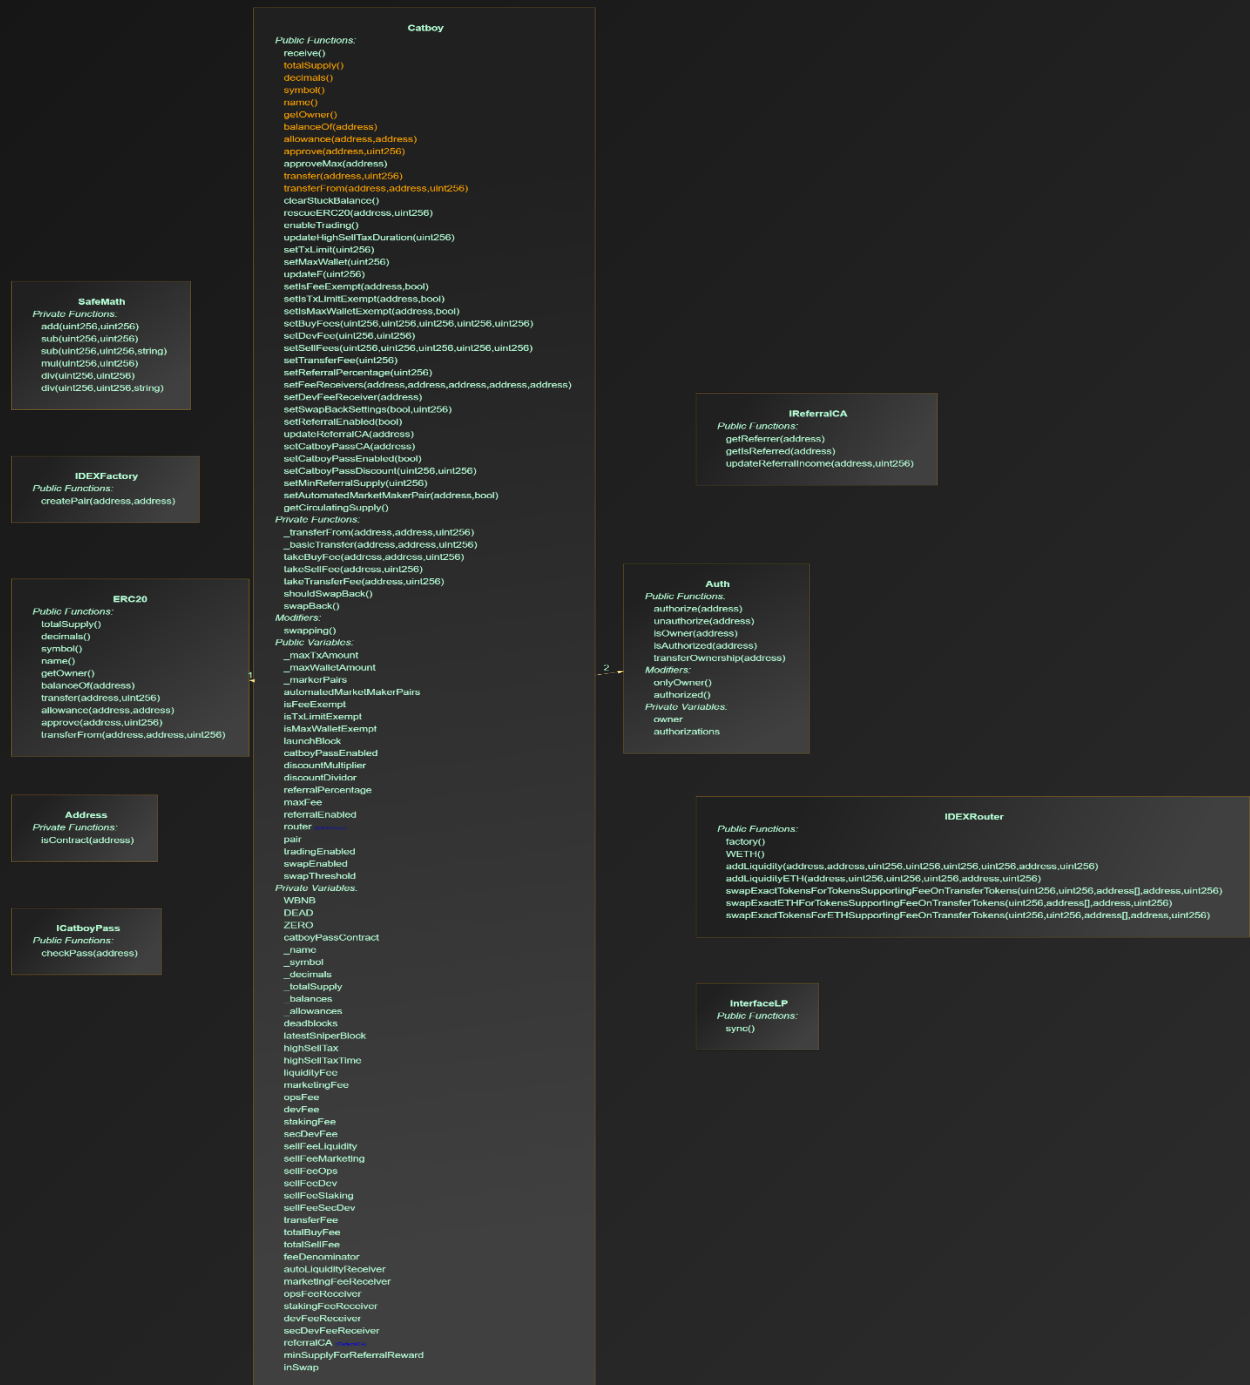 Catboy
Public Functions:
receive()
totalSupply()
decimals()
symbol()
name()
getOwner()
balanceOf(address)
allowance(address,address)
approve(address,uint256)
approveMax(address)
transfer(address,uint256)
transferFrom(address,address,uint256)
clearStuckBalance()
rescueERC20(address,uint256)
enableTrading()
updateHighSellTaxDuration(uint256)
setTxLimit(uint256)
setMaxWallet(uint256)
updateF(uint256)
setIsFeeExempt(address,bool)
setIsTxLimitExempt(address,bool)
setIsMaxWalletExempt(address,bool)
setBuyFees(uint256,uint256,uint256,uint256,uint256)
setDevFee(uint256,uint256)
setSellFees(uint256,uint256,uint256,uint256,uint256)
setTransferFee(uint256)
setReferralPercentage(uint256)
setFeeReceivers(address,address,address,address,address)
setDevFeeReceiver(address)
setSwapBackSettings(bool,uint256)
setReferralEnabled(bool)
updateReferralCA(address)
setCatboyPassCA(address)
setCatboyPassEnabled(bool)
setCatboyPassDiscount(uint256,uint256)
setMinReferralSupply(uint256)
setAutomatedMarketMakerPair(address,bool)
getCirculatingSupply()
Private Functions:
_transferFrom(address,address,uint256)
_basicTransfer(address,address,uint256)
takeBuyFee(address,address,uint256)
takeSellFee(address,uint256)
takeTransferFee(address,uint256)
shouldSwapBack()
swapBack()
Modifiers:
swapping()
Public Variables:
_maxTxAmount
_maxWalletAmount
_markerPairs
automatedMarketMakerPairs
isFeeExempt
isTxLimitExempt
isMaxWalletExempt
launchBlock
catboyPassEnabled
discountMultiplier
discountDividor
referralPercentage
maxFee
referralEnabled
router
pair
tradingEnabled
swapEnabled
swapThreshold
Private Variables:
WBNB
DEAD
ZERO
catboyPassContract
_name
_symbol
_decimals
_totalSupply
_balances
_allowances
deadblocks
latestSniperBlock
highSellTax
highSellTaxTime
liquidityFee
marketingFee
opsFee
devFee
stakingFee
secDevFee
sellFeeLiquidity
sellFeeMarketing
sellFeeOps
sellFeeDev
sellFeeStaking
sellFeeSecDev
transferFee
totalBuyFee
totalSellFee
feeDenominator
autoLiquidityReceiver
marketingFeeReceiver
opsFeeReceiver
stakingFeeReceiver
devFeeReceiver
secDevFeeReceiver
referralCA
minSupplyForReferralReward
inSwap
SafeMath
Private Functions:
add(uint256,uint256)
sub(uint256,uint256)
sub(uint256,uint256,string)
mul(uint256,uint256)
div(uint256,uint256)
div(uint256,uint256,string)
IDEXFactory
Public Functions:
createPair(address,address)
ERC20
Public Functions:
totalSupply()
decimals()
symbol()
name()
getOwner()
balanceOf(address)
transfer(address,uint256)
allowance(address,address)
approve(address,uint256)
transferFrom(address,address,uint256)
1
Address
Private Functions:
isContract(address)
ICatboyPass
Public Functions:
checkPass(address)
IReferralCA
Public Functions:
getReferrer(address)
getIsReferred(address)
updateReferralIncome(address,uint256)
2
Auth
Public Functions:
authorize(address)
unauthorize(address)
isOwner(address)
isAuthorized(address)
transferOwnership(address)
Modifiers:
onlyOwner()
authorized()
Private Variables:
owner
authorizations
IDEXRouter
Public Functions:
factory()
WETH()
addLiquidity(address,address,uint256,uint256,uint256,uint256,address,uint256)
addLiquidityETH(address,uint256,uint256,uint256,address,uint256)
swapExactTokensForTokensSupportingFeeOnTransferTokens(uint256,uint256,address[],address,uint256)
swapExactETHForTokensSupportingFeeOnTransferTokens(uint256,address[],address,uint256)
swapExactTokensForETHSupportingFeeOnTransferTokens(uint256,uint256,address[],address,uint256)
InterfaceLP
Public Functions:
sync()